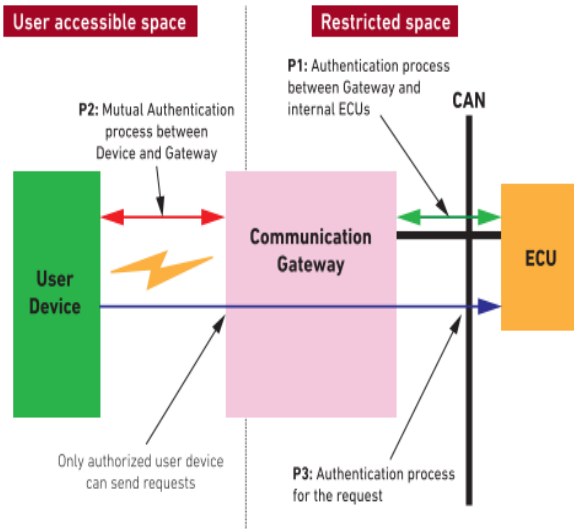 User accessible space
Restricted space
P1: Authentication process
between Gateway and
internal ECUs
CAN
P2: Mutual Authentication
process between
Device and Gateway
Communication
Gateway
User
Device
ECU
Only authorized user device
can send requests
P3: Authentication process
for the request